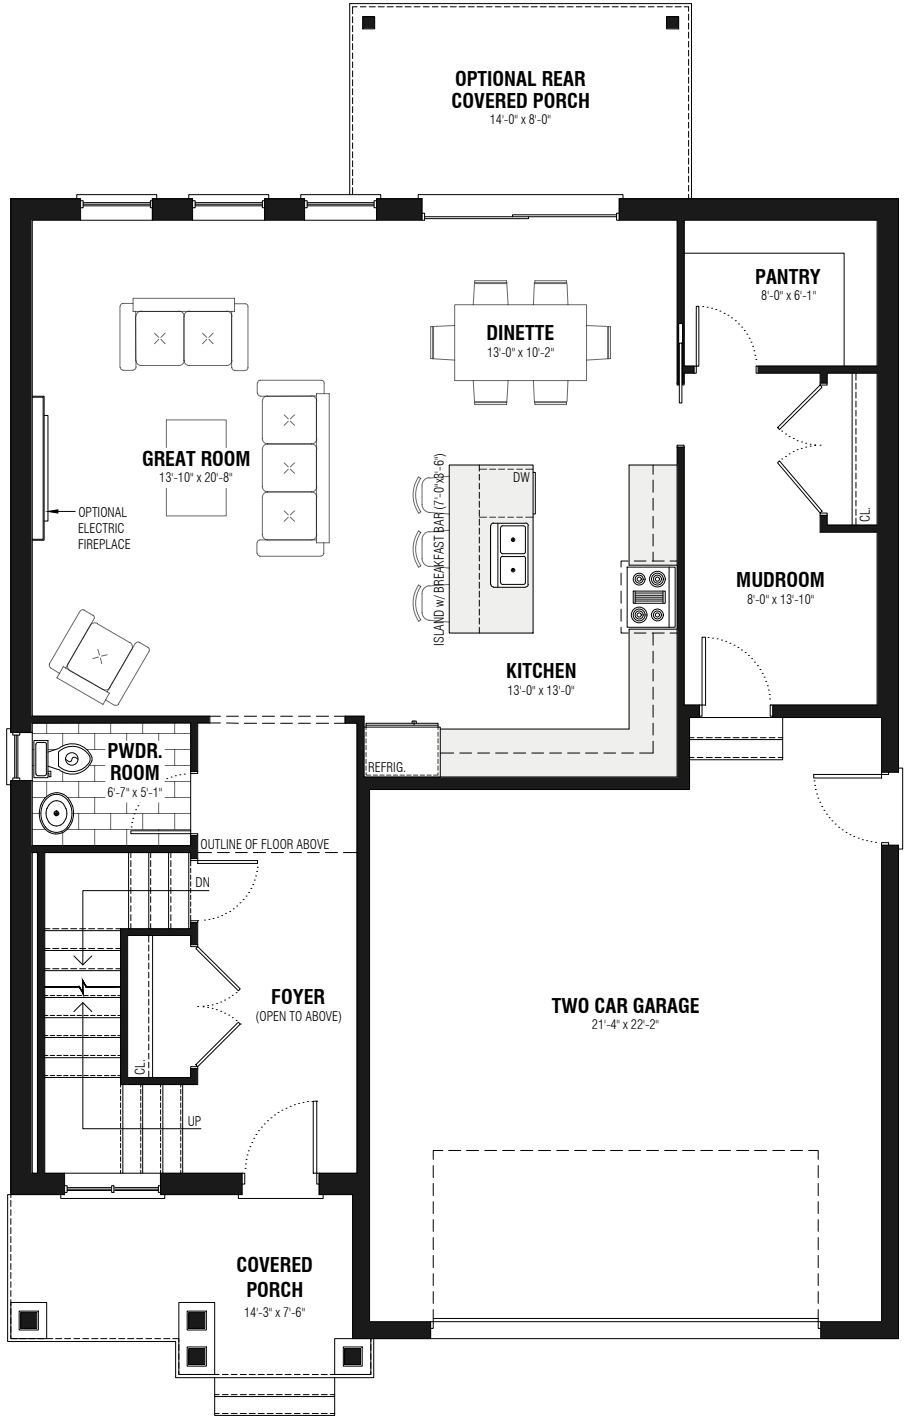 OPTIONAL REAR
COVERED PORCH
14'-0" x 8'-0"
PANTRY
8'-0" x 6'-1"
DINETTE
13'-0" x 10'-2"
GREAT ROOM
13'-10" x 20'-8"
OPTIONAL
ELECTRIC
FIREPLACE
ISLAND w/ BREAKFAST BAR (7'-0"x3'-6")
DW
CL.
MUDROOM
8'-0" x 13'-10"
KITCHEN
13'-0" x 13'-0"
REFRIG.
PWDR.
ROOM
6'-7" x 5'-1"
OUTLINE OF FLOOR ABOVE
DN
FOYER
(OPEN TO ABOVE)
CL.
UP
TWO CAR GARAGE
21'-4" x 22'-2"
COVERED
PORCH
14'-3" x 7'-6"